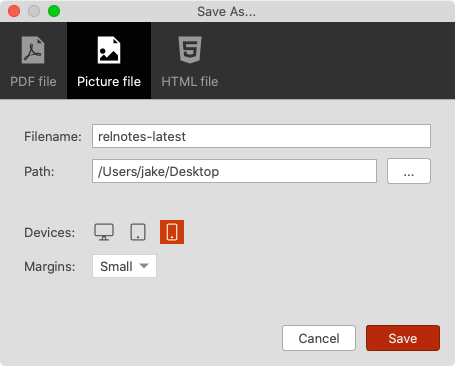 Save As...
PDF file
Picture file
HTML file
Filename: relnotes-latest
Path: /Users/jake/Desktop ...
Devices:
Margins: Small
Cancel Save